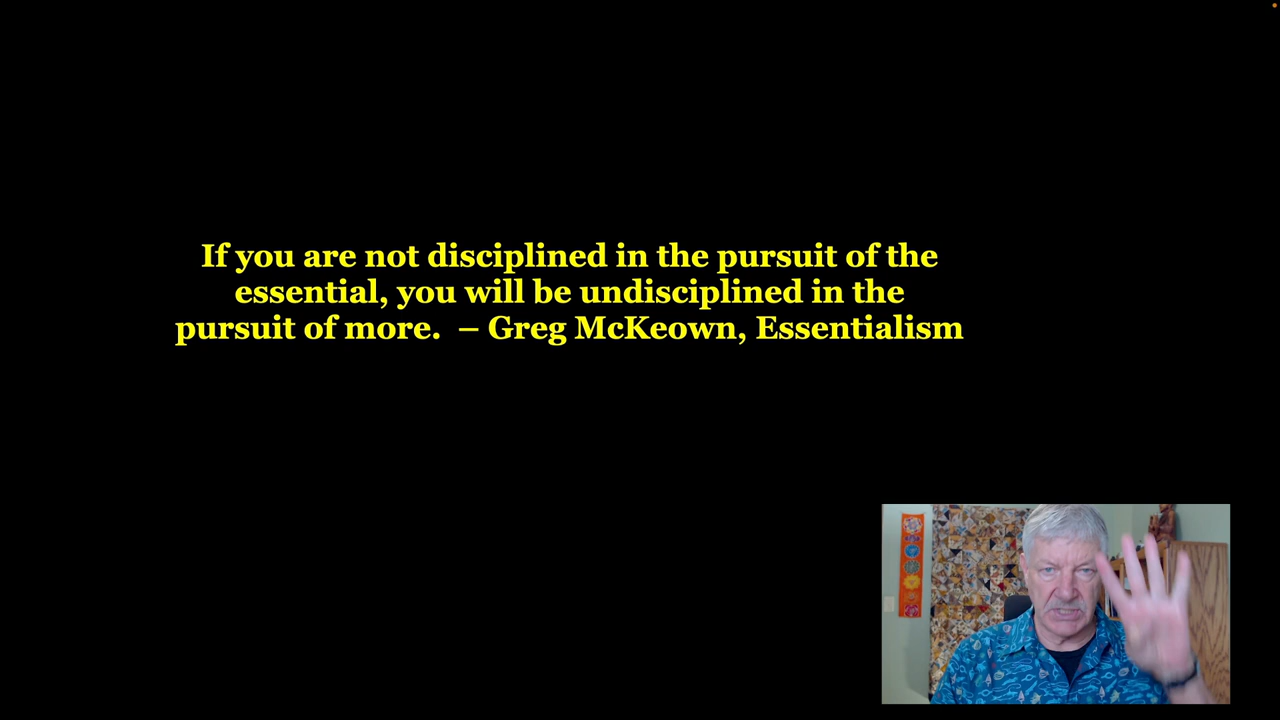 If you are not disciplined in the pursuit of the
essential, you will be undisciplined in the
pursuit of more.  – Greg McKeown, Essentialism